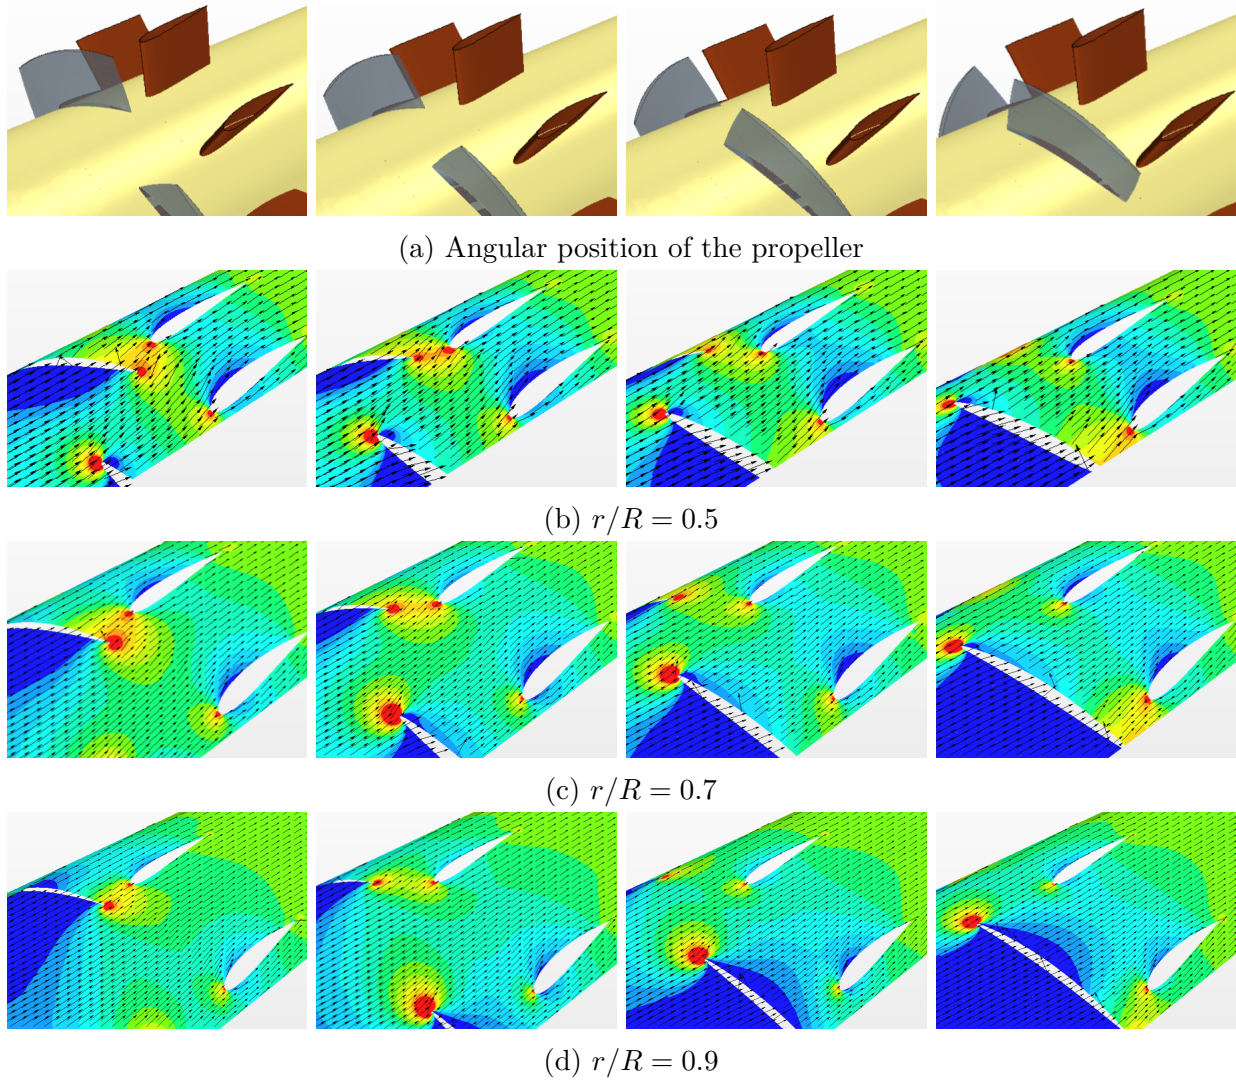 (a) Angular position of the propeller
(b) r/R = 0.5
(c) r/R = 0.7
(d) r/R = 0.9